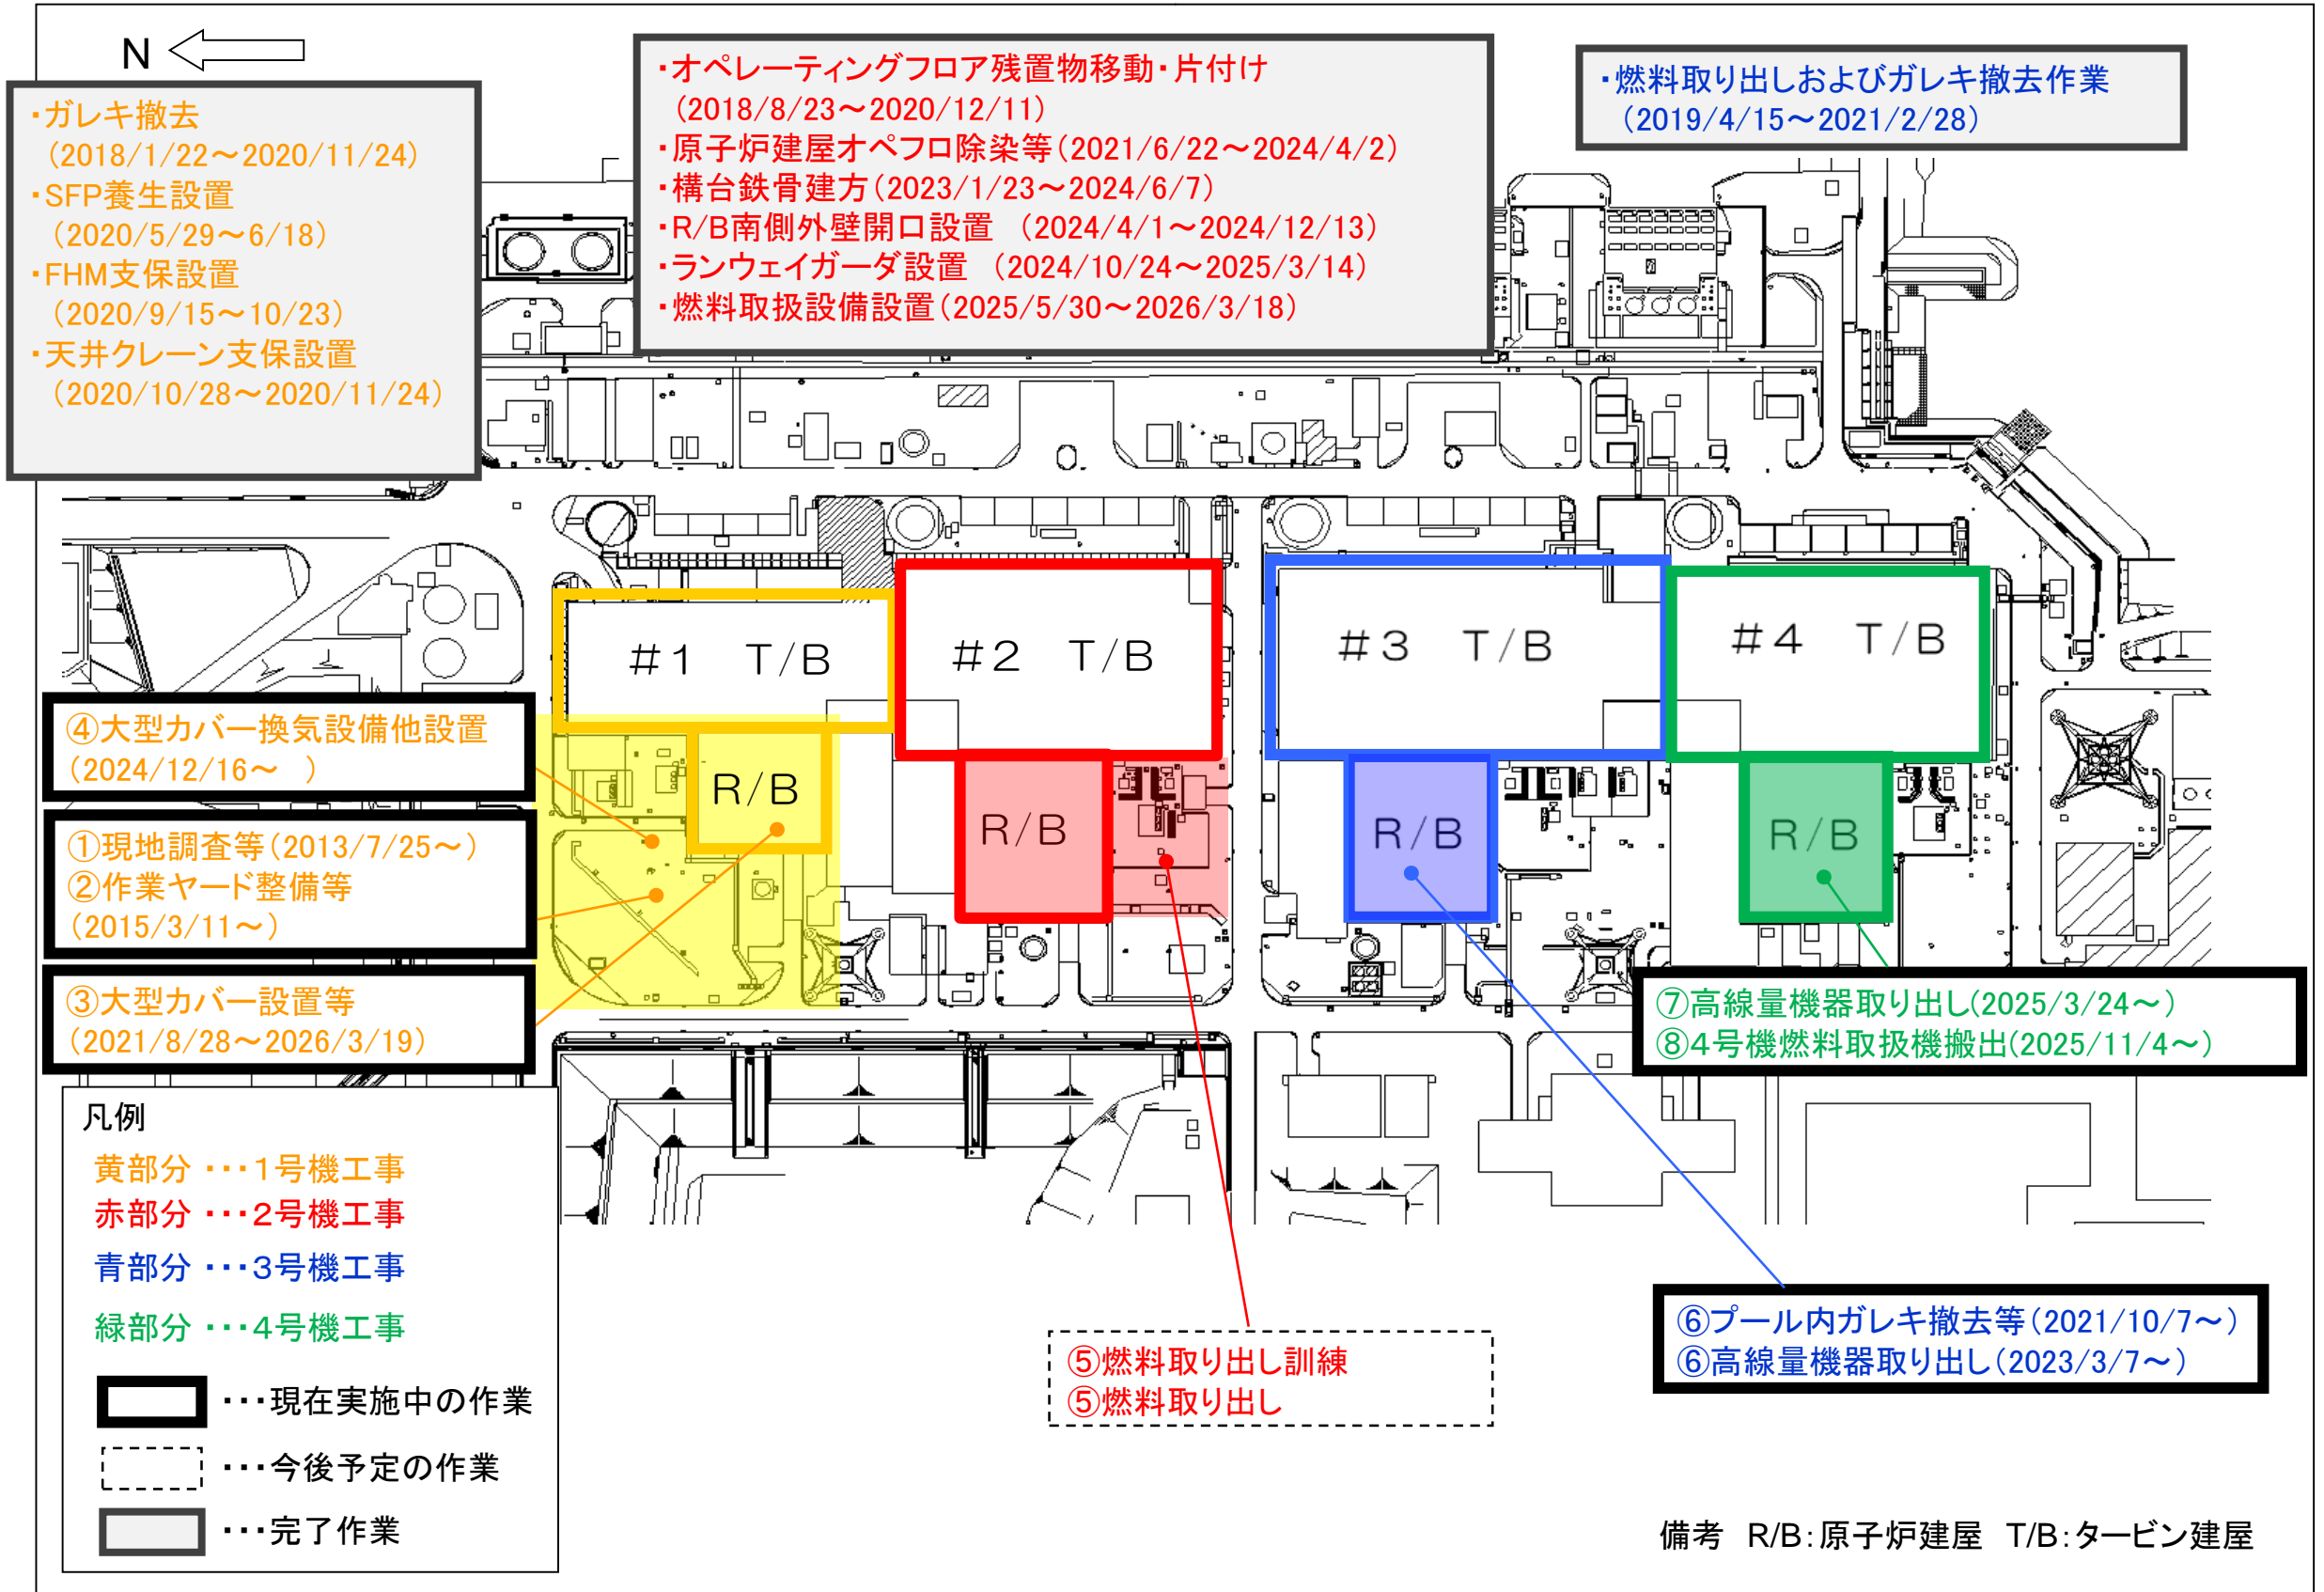 N
・ガレキ撤去
(2018/1/22～2020/11/24)
・SFP養生設置
(2020/5/29～6/18)
・FHM支保設置
(2020/9/15～10/23)
・天井クレーン支保設置
(2020/10/28～2020/11/24)
・オペレーティングフロア残置物移動・片付け
(2018/8/23～2020/12/11)
・原子炉建屋オペフロ除染等(2021/6/22～2024/4/2)
・構台鉄骨建方(2023/1/23～2024/6/7)
・R/B南側外壁開口設置 (2024/4/1～2024/12/13)
・ランウェイガーダ設置 (2024/10/24～2025/3/14)
・燃料取扱設備設置(2025/5/30～2026/3/18)
・燃料取り出しおよびガレキ撤去作業
(2019/4/15～2021/2/28)
#1 T/B
#2 T/B
#3 T/B
#4 T/B
R/B
R/B
R/B
R/B
④大型カバー換気設備他設置
(2024/12/16～ )
①現地調査等(2013/7/25～)
②作業ヤード整備等
(2015/3/11～)
③大型カバー設置等
(2021/8/28～2026/3/19)
⑦高線量機器取り出し(2025/3/24～)
⑧4号機燃料取扱機搬出(2025/11/4～)
⑥プール内ガレキ撤去等(2021/10/7～)
⑥高線量機器取り出し(2023/3/7～)
⑤燃料取り出し訓練
⑤燃料取り出し
凡例
黄部分 ・・・1号機工事
赤部分 ・・・2号機工事
青部分 ・・・3号機工事
緑部分 ・・・4号機工事
・・・現在実施中の作業
・・・今後予定の作業
・・・完了作業
備考 R/B:原子炉建屋 T/B:タービン建屋